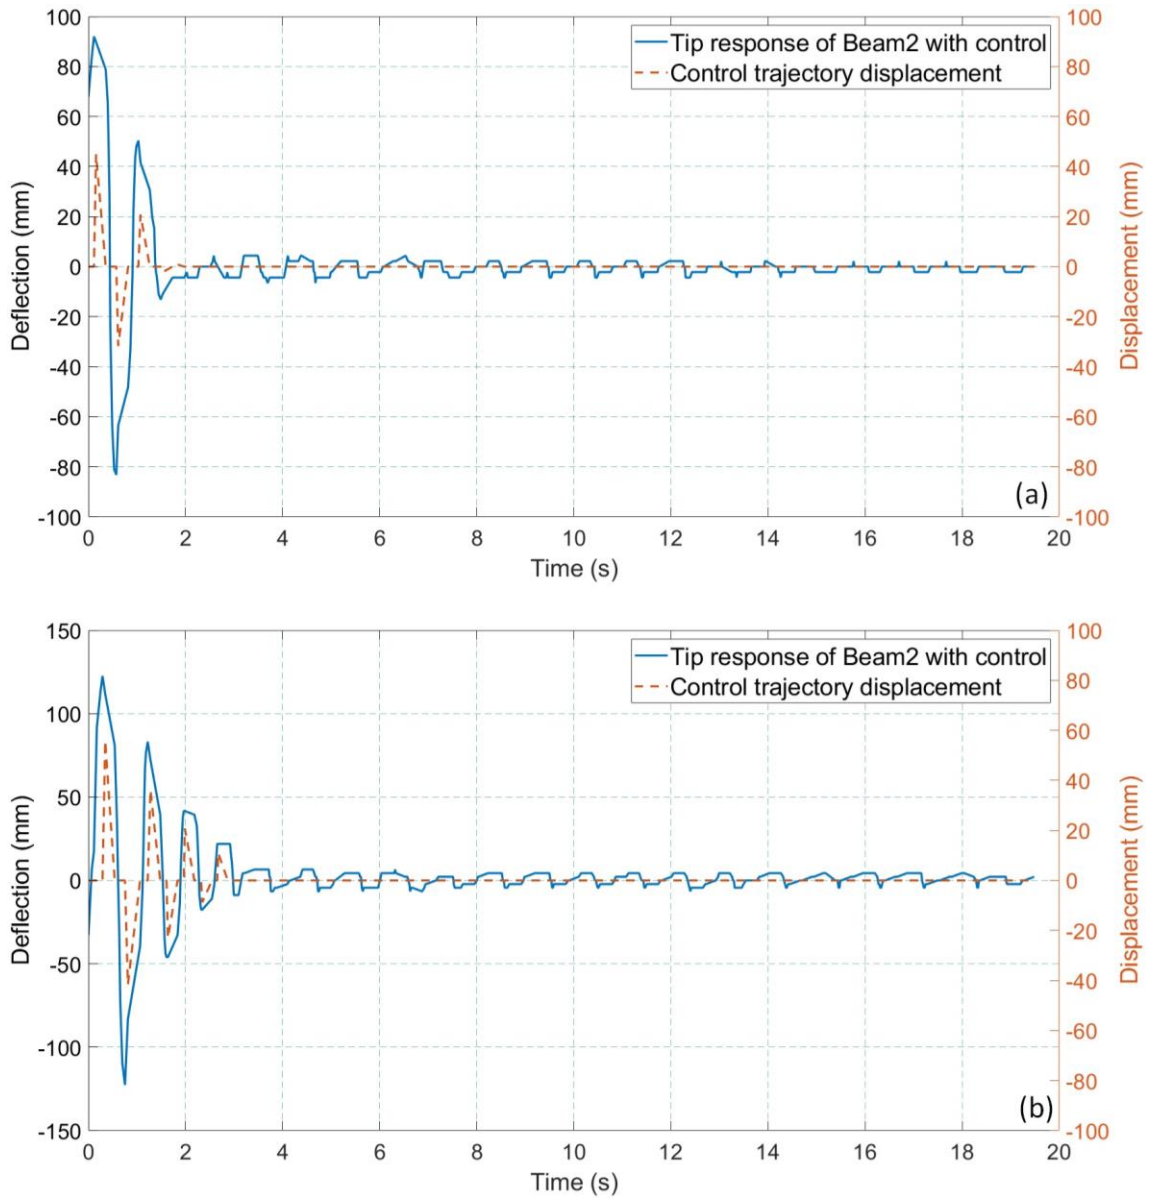 100
80
60
40
20
0
-20
-40
-60
-80
-100
Deflection (mm)
Tip response of Beam2 with control
Control trajectory displacement
100
80
60
40
20
0
-20
-40
-60
-80
-100
Displacement (mm)
(a)
0 2 4 6 8 10 12 14 16 18 20
Time (s)
150
100
50
0
-50
-100
-150
Deflection (mm)
Tip response of Beam2 with control
Control trajectory displacement
100
80
60
40
20
0
-20
-40
-60
-80
-100
Displacement (mm)
(b)
0 2 4 6 8 10 12 14 16 18 20
Time (s)